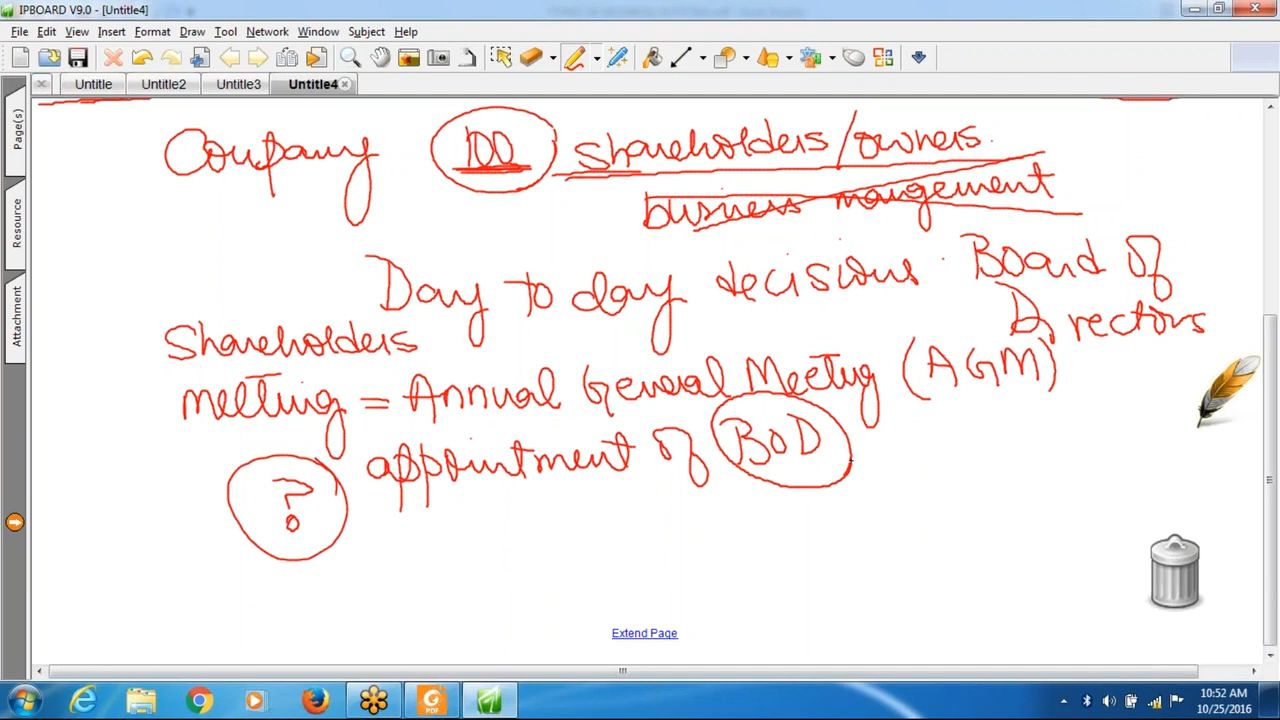 IPBOARD V9.0 - [Untitle4]
File Edit View Insert Format Draw Tool Network Window Subject Help
Untitle Untitle2 Untitle3 Untitle4
Page(s)
Resource
Attachment
Company 100 shareholders/owners
business mangement
Day to day decisions Board of Directors
Shareholders
meeting = Annual General Meeting (AGM)
appointment of BOD
?
Extend Page
PDF
10:52 AM
10/25/2016